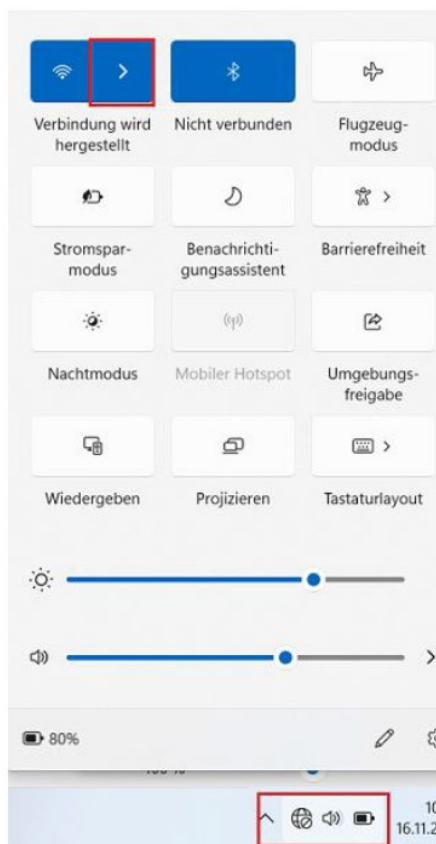 Verbindung wird
hergestellt
Nicht verbunden
Flugzeug-
modus
Stromspar-
modus
Benachrichti-
gungsassistent
Barrierefreiheit
Nachtmodus
Mobiler Hotspot
Umgebungs-
freigabe
Wiedergeben
Projizieren
Tastaturlayout
80%
10
16.11.2